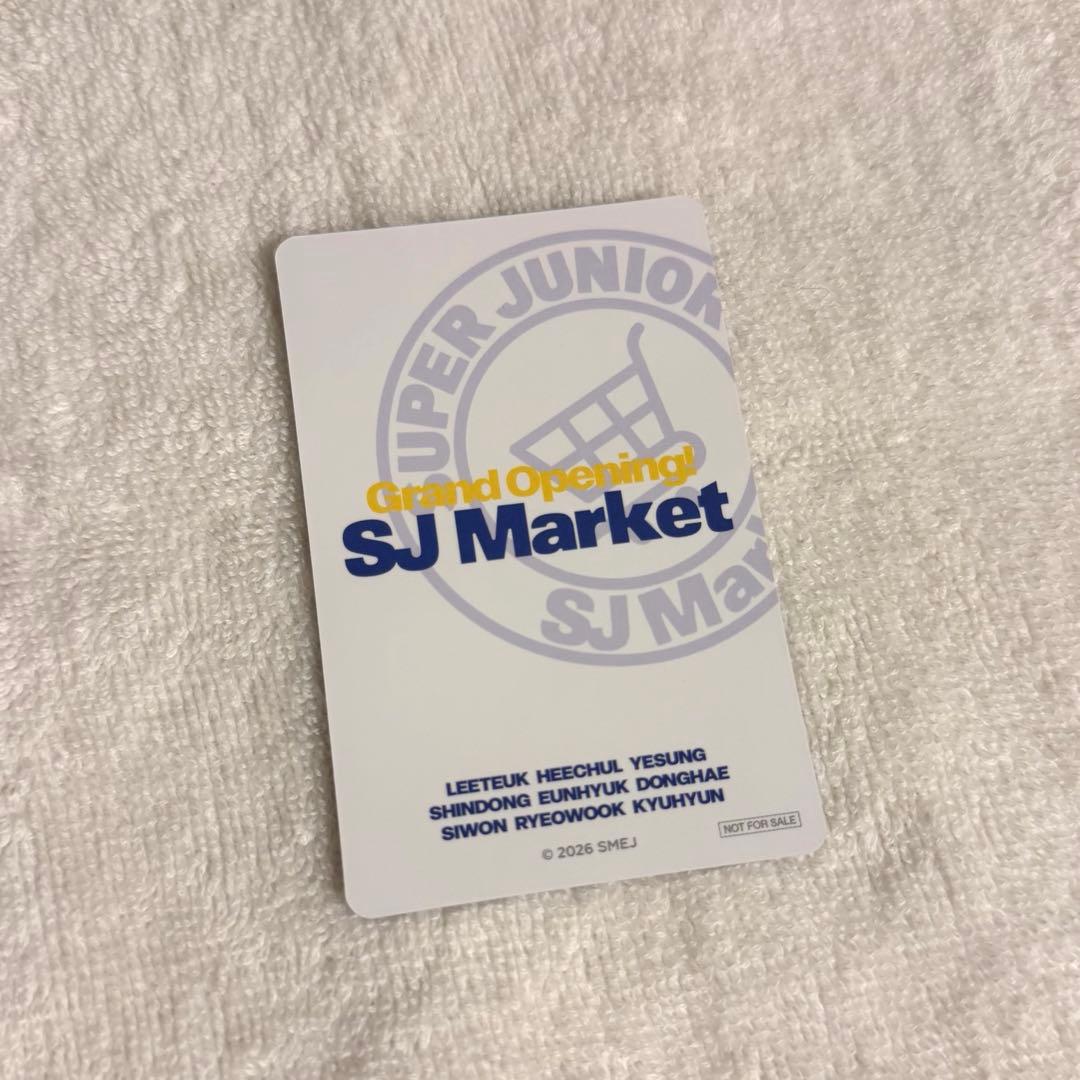 SUPER JUNIOR
Grand Opening!
SJ Market
SJ Mar
LEETEUK HEECHUL YESUNG
SHINDONG EUNHYUK DONGHAE
SIWON RYEOWOOK KYUHYUN
NOT FOR SALE
© 2026 SMEJ